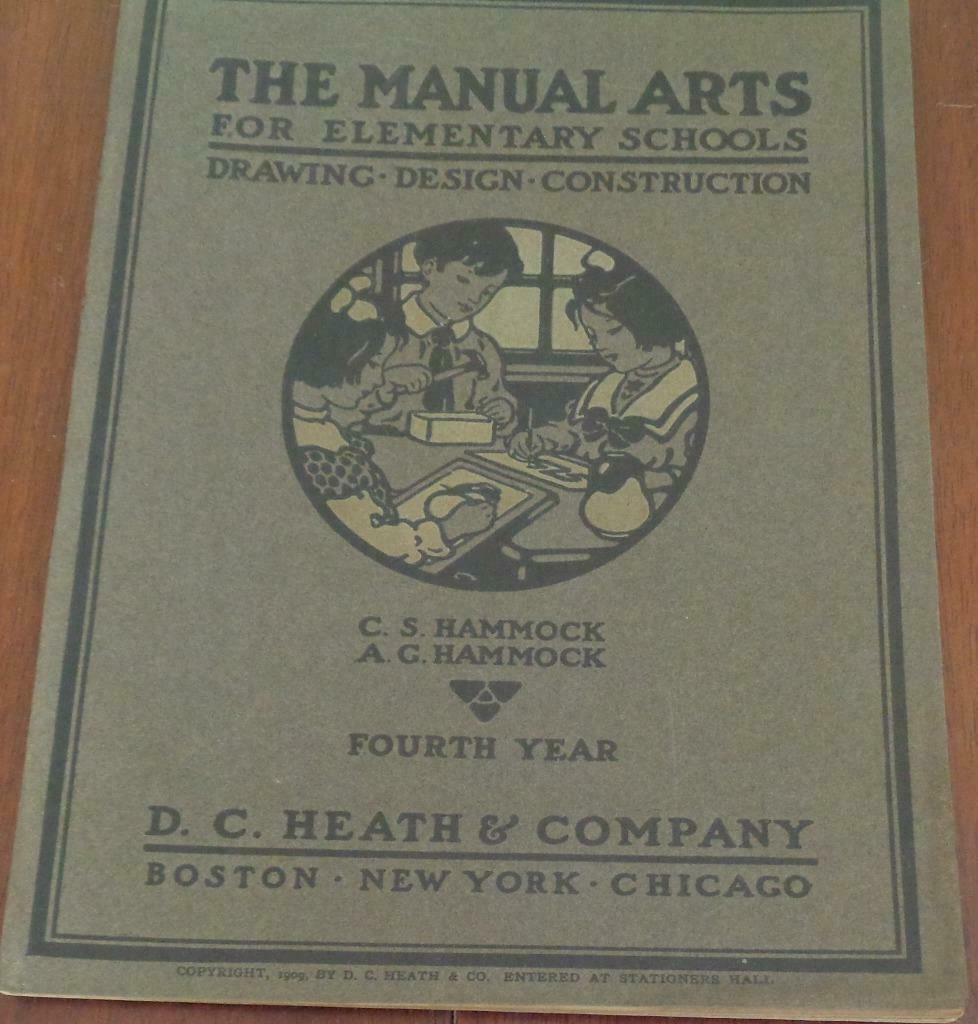 THE MANUAL ARTS
FOR ELEMENTARY SCHOOLS
DRAWING · DESIGN · CONSTRUCTION
C. S. HAMMOCK
A. G. HAMMOCK
FOURTH YEAR
D. C. HEATH & COMPANY
BOSTON · NEW YORK · CHICAGO
COPYRIGHT, 1909, BY D. C. HEATH & CO. ENTERED AT STATIONERS HALL.